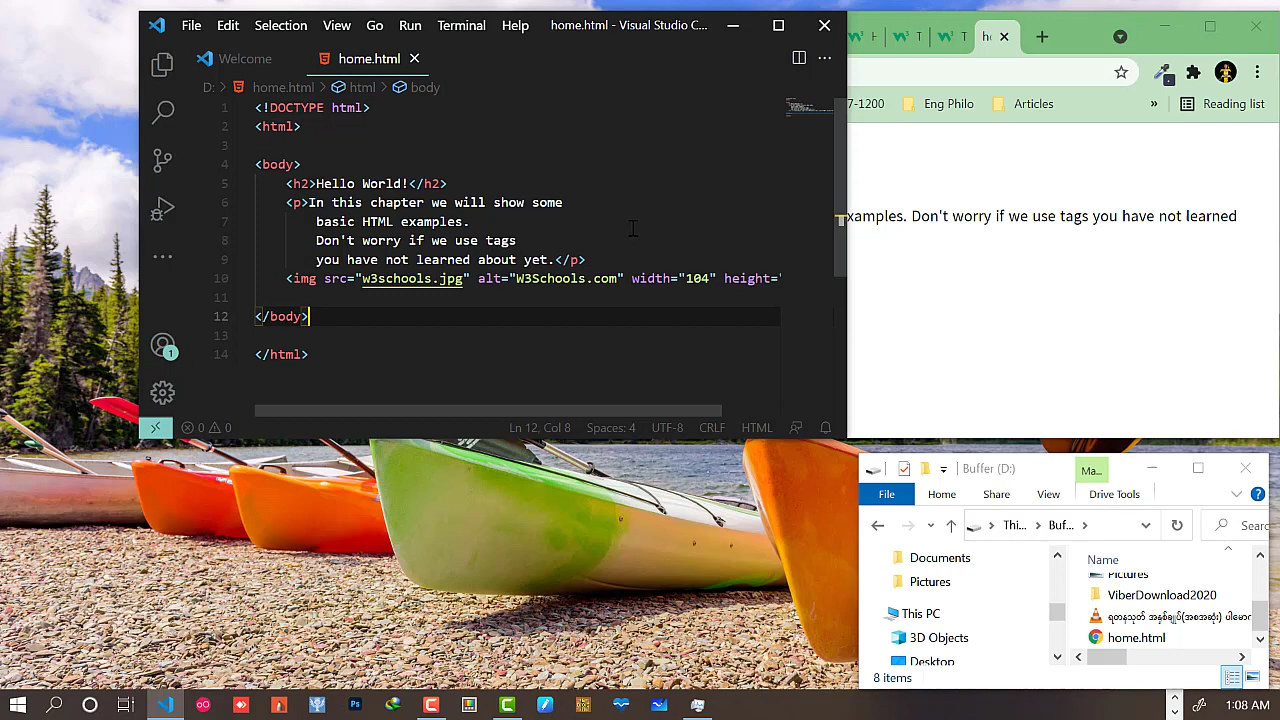 File Edit Selection View Go Run Terminal Help home.html - Visual Studio C...
Welcome home.html
D: > home.html > html > body
1 <!DOCTYPE html>
2 <html>
3
4 <body>
5 <h2>Hello World!</h2>
6 <p>In this chapter we will show some
7 basic HTML examples.
8 Don't worry if we use tags
9 you have not learned about yet.</p>
10 <img src="w3schools.jpg" alt="W3Schools.com" width="104" height="
11
12 </body>
13
14 </html>
1
0 0 Ln 12, Col 8 Spaces: 4 UTF-8 CRLF HTML
7-1200 Eng Philo Articles » Reading list
examples. Don't worry if we use tags you have not learned
Buffer (D:) Ma...
File Home Share View Drive Tools
Thi... > Buf... >
Documents
Pictures
This PC
3D Objects
Desktop
Name
Pictures
ViberDownload2020
home.html
8 items
1:08 AM